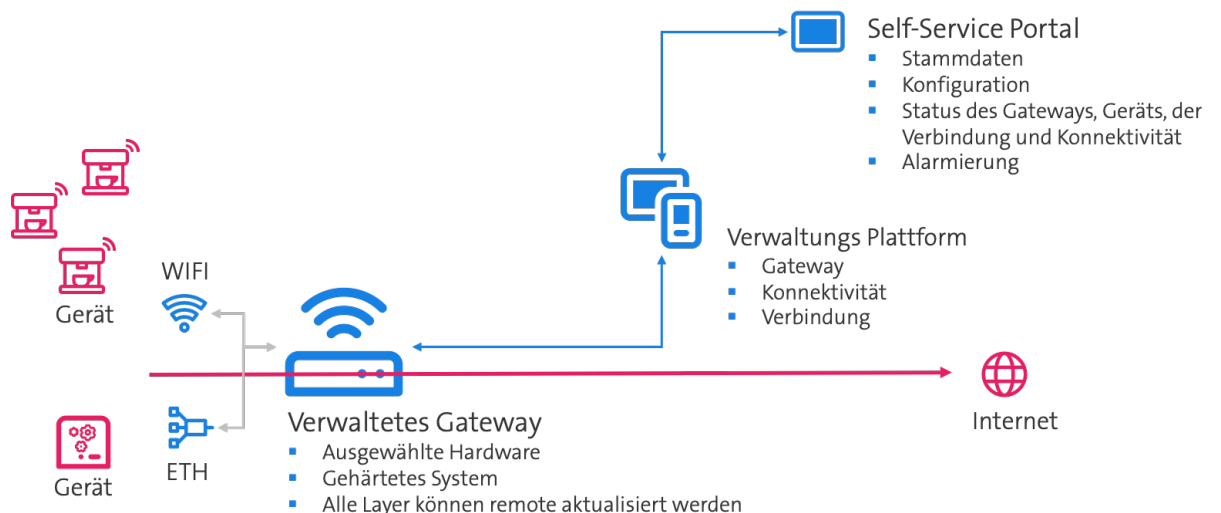 Self-Service Portal
▪ Stammdaten
▪ Konfiguration
▪ Status des Gateways, Geräts, der
Verbindung und Konnektivität
▪ Alarmierung
Verwaltungs Plattform
▪ Gateway
▪ Konnektivität
▪ Verbindung
WIFI
Gerät
Internet
Verwaltetes Gateway
▪ Ausgewählte Hardware
▪ Gehärtetes System
▪ Alle Layer können remote aktualisiert werden
ETH
Gerät